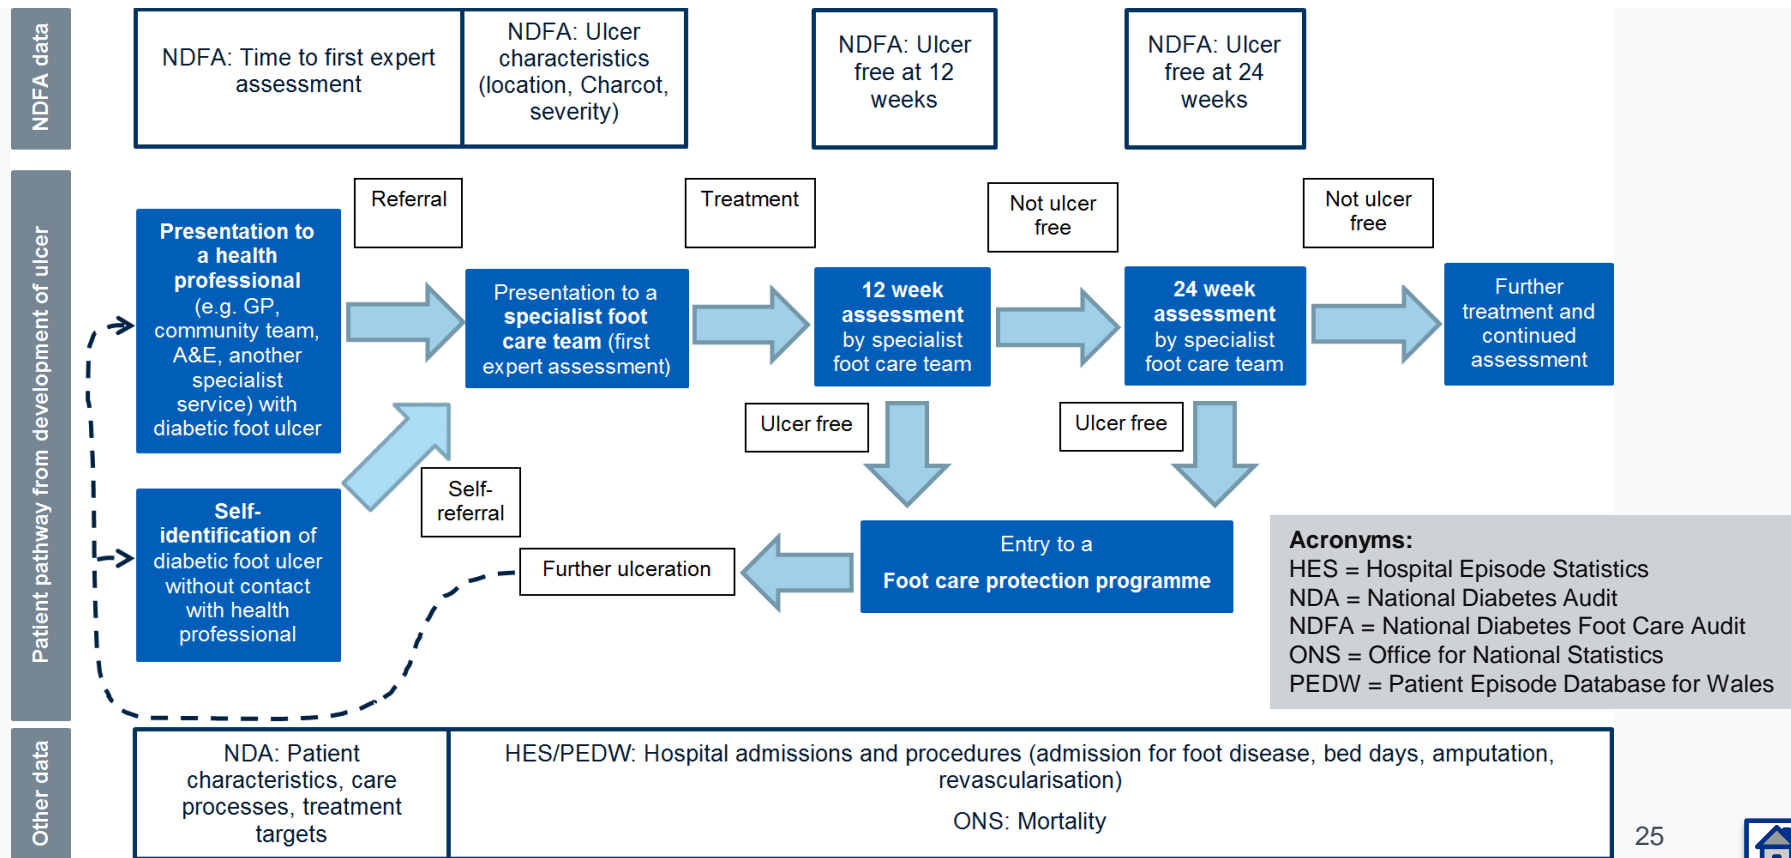 NDFA data
NDFA: Time to first expert
assessment
NDFA: Ulcer
characteristics
(location, Charcot,
severity)
NDFA: Ulcer
free at 12
weeks
NDFA: Ulcer
free at 24
weeks
Patient pathway from development of ulcer
Referral
Treatment
Not ulcer
free
Not ulcer
free
Presentation to
a health
professional
(e.g. GP,
community team,
A&E, another
specialist
service) with
diabetic foot ulcer
Presentation to a
specialist foot
care team (first
expert assessment)
12 week
assessment
by specialist
foot care team
24 week
assessment
by specialist
foot care team
Further
treatment and
continued
assessment
Ulcer free
Ulcer free
Self-
referral
Self-
identification of
diabetic foot ulcer
without contact
with health
professional
Further ulceration
Entry to a
Foot care protection programme
Acronyms:
HES = Hospital Episode Statistics
NDA = National Diabetes Audit
NDFA = National Diabetes Foot Care Audit
ONS = Office for National Statistics
PEDW = Patient Episode Database for Wales
Other data
NDA: Patient
characteristics, care
processes, treatment
targets
HES/PEDW: Hospital admissions and procedures (admission for foot disease, bed days, amputation,
revascularisation)
ONS: Mortality
25